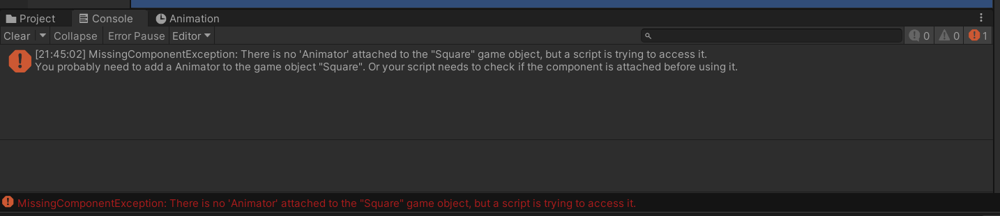 Project Console Animation
Clear Collapse Error Pause Editor 0 0 1
[21:45:02] MissingComponentException: There is no 'Animator' attached to the "Square" game object, but a script is trying to access it.
You probably need to add a Animator to the game object "Square". Or your script needs to check if the component is attached before using it.
MissingComponentException: There is no 'Animator' attached to the "Square" game object, but a script is trying to access it.